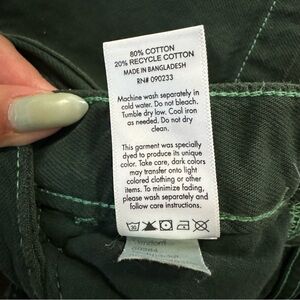 80% COTTON
20% RECYCLE COTTON
MADE IN BANGLADESH
RN# 090233
Machine wash separately in
cold water. Do not bleach.
Tumble dry low. Cool iron
as needed. Do not dry
clean.
This garment was specially
dyed to produce its unique
color. Take care, dark colors
may transfer onto light
colored clothing and other
materials. To minimize fading,
please wash separately and
follow care instructions.